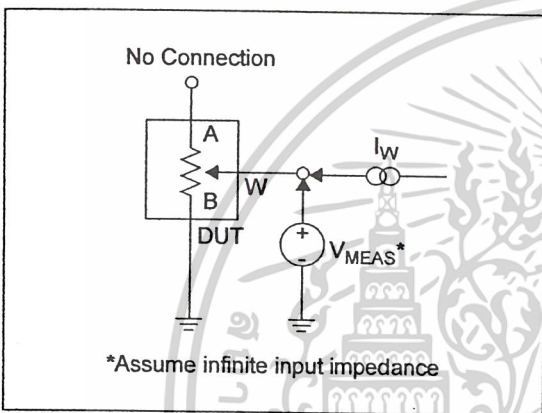 No Connection
A
I_W
W
B
DUT
+
-
V_MEAS*
*Assume infinite input impedance